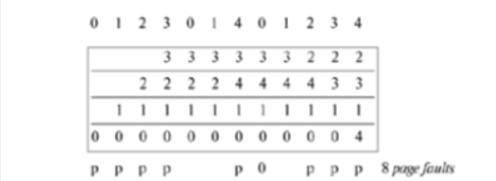 0 1 2 3 0 1 4 0 1 2 3 4
3 3 3 3 3 3 2 2 2
2 2 2 2 4 4 4 4 3 3
1 1 1 1 1 1 1 1 1 1 1
0 0 0 0 0 0 0 0 0 0 0 4
p p p p p 0 p p p 8 page faults